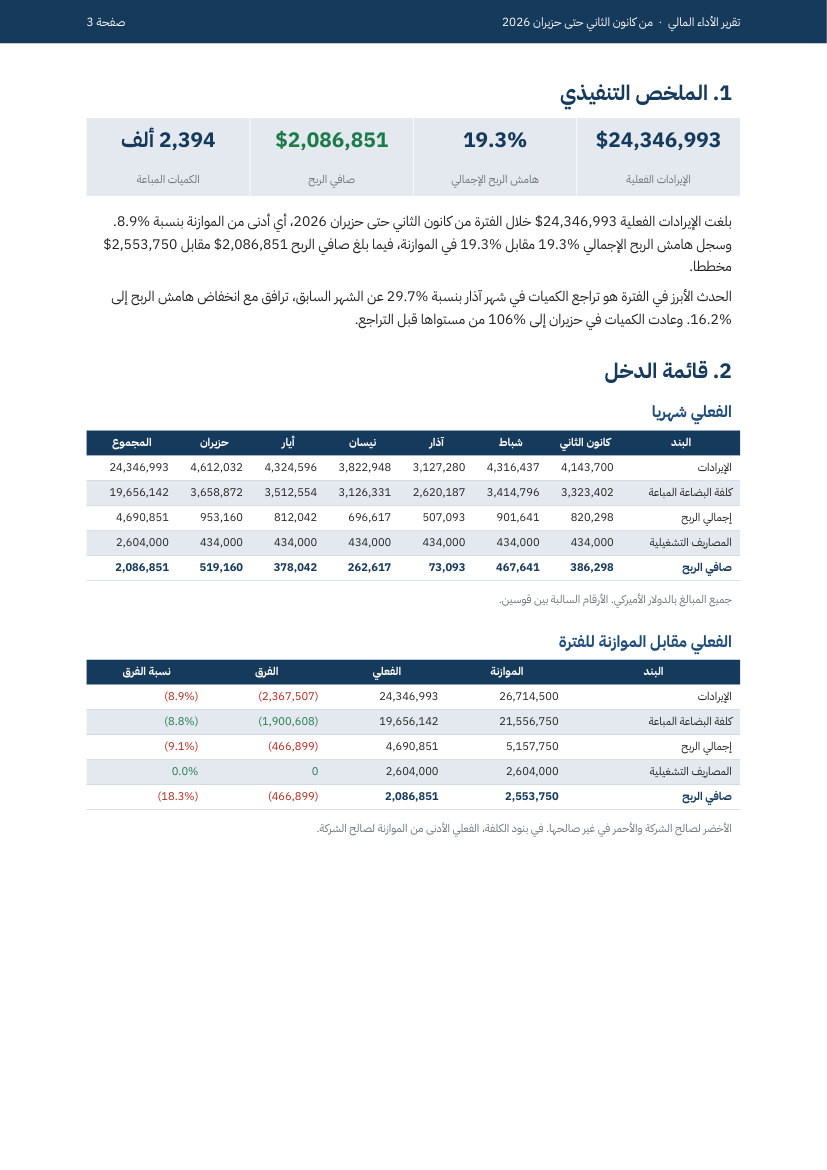 تقرير الأداء المالي · من كانون الثاني حتى حزيران 2026 صفحة 3
1. الملخص التنفيذي
$24,346,993 19.3% $2,086,851 2,394 ألف
الإيرادات الفعلية هامش الربح الإجمالي صافي الربح الكميات المباعة
بلغت الإيرادات الفعلية $24,346,993 خلال الفترة من كانون الثاني حتى حزيران 2026، أي أدنى من الموازنة بنسبة 8.9%.
وسجل هامش الربح الإجمالي 19.3% مقابل 19.3% في الموازنة، فيما بلغ صافي الربح $2,086,851 مقابل $2,553,750
مخططا.
الحدث الأبرز في الفترة هو تراجع الكميات في شهر آذار بنسبة 29.7% عن الشهر السابق، ترافق مع انخفاض هامش الربح إلى
16.2%. وعادت الكميات في حزيران إلى 106% من مستواها قبل التراجع.
2. قائمة الدخل
الفعلي شهريا
البند كانون الثاني شباط آذار نيسان أيار حزيران المجموع
الإيرادات 4,143,700 4,316,437 3,127,280 3,822,948 4,324,596 4,612,032 24,346,993
كلفة البضاعة المباعة 3,323,402 3,414,796 2,620,187 3,126,331 3,512,554 3,658,872 19,656,142
إجمالي الربح 820,298 901,641 507,093 696,617 812,042 953,160 4,690,851
المصاريف التشغيلية 434,000 434,000 434,000 434,000 434,000 434,000 2,604,000
صافي الربح 386,298 467,641 73,093 262,617 378,042 519,160 2,086,851
جميع المبالغ بالدولار الأميركي. الأرقام السالبة بين قوسين.
الفعلي مقابل الموازنة للفترة
البند الموازنة الفعلي الفرق نسبة الفرق
الإيرادات 26,714,500 24,346,993 (2,367,507) (8.9%)
كلفة البضاعة المباعة 21,556,750 19,656,142 (1,900,608) (8.8%)
إجمالي الربح 5,157,750 4,690,851 (466,899) (9.1%)
المصاريف التشغيلية 2,604,000 2,604,000 0 0.0%
صافي الربح 2,553,750 2,086,851 (466,899) (18.3%)
الأخضر لصالح الشركة والأحمر في غير صالحها. في بنود الكلفة، الفعلي الأدنى من الموازنة لصالح الشركة.